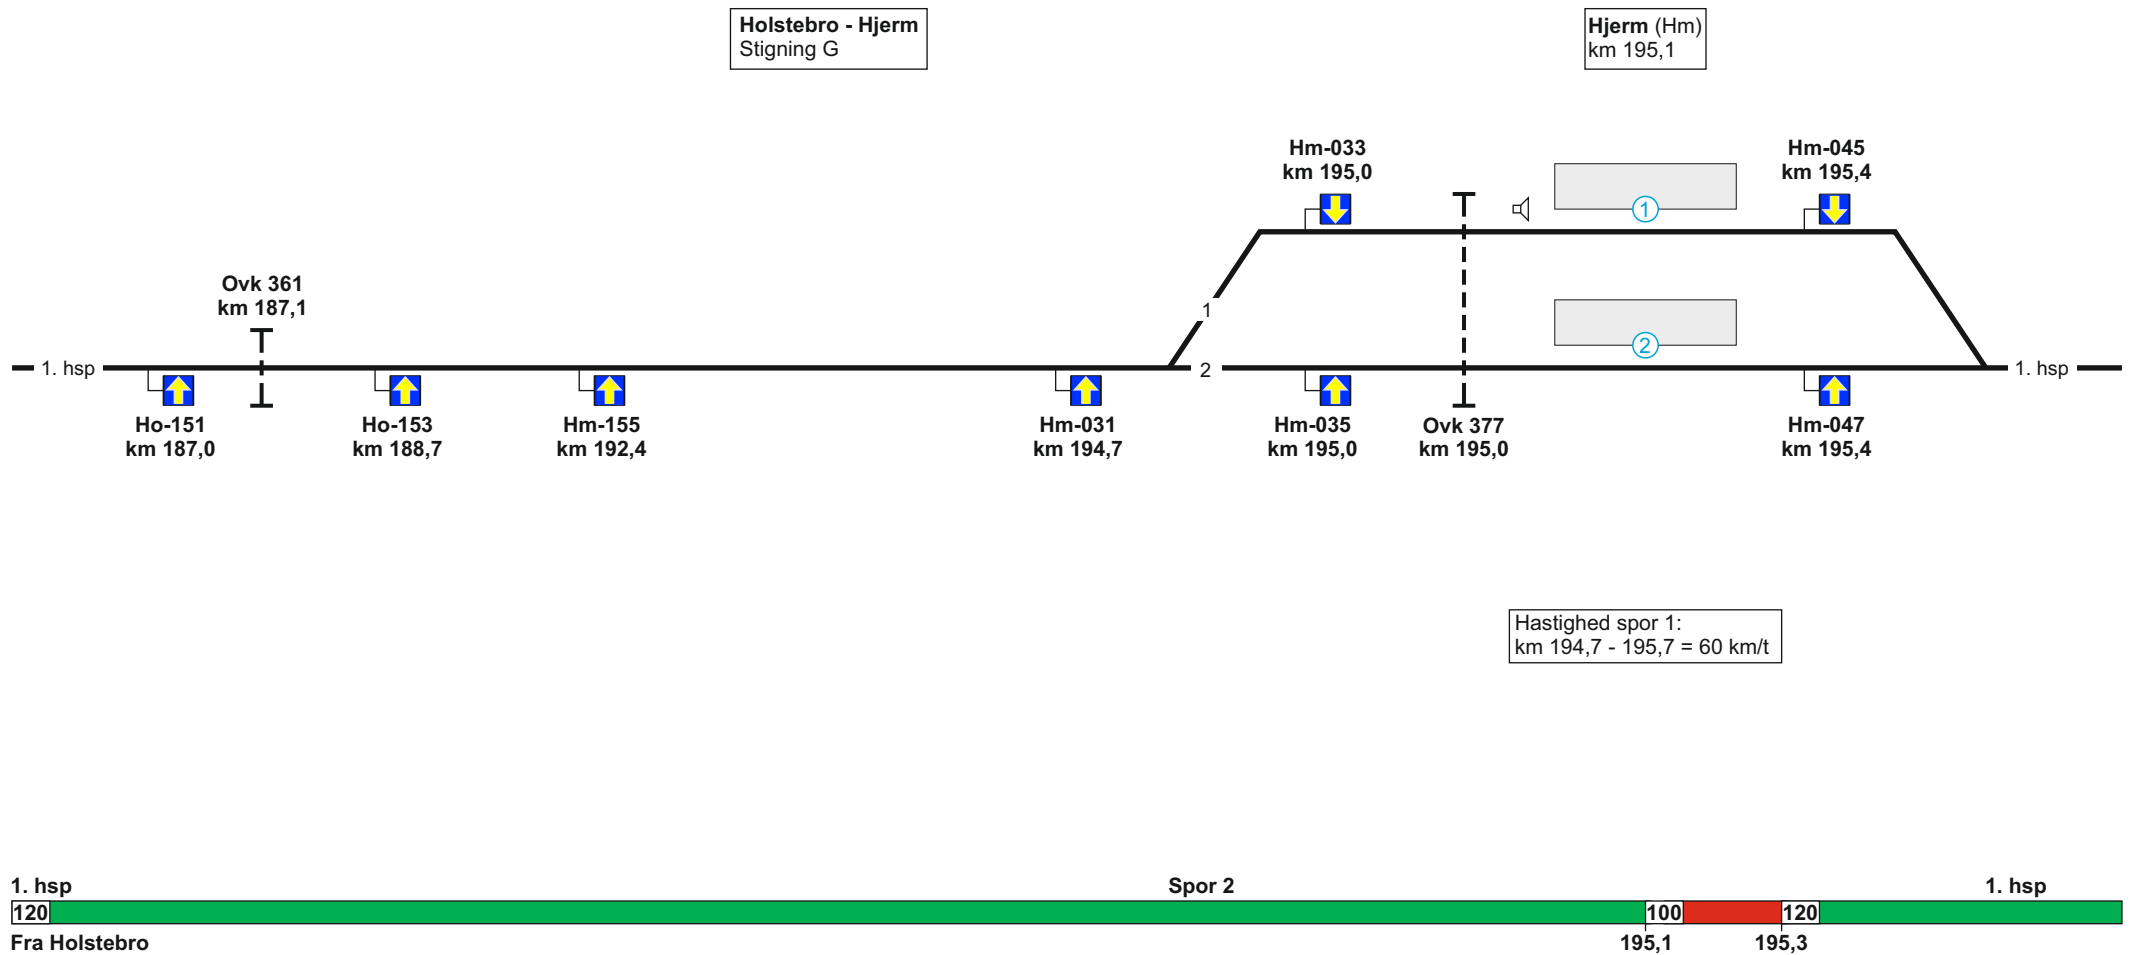 Holstebro - Hjerm
Stigning G
Hjerm (Hm)
km 195,1
Hm-033
km 195,0
Hm-045
km 195,4
1
Ovk 361
km 187,1
1
2
1. hsp
2
1. hsp
Ho-151
km 187,0
Ho-153
km 188,7
Hm-155
km 192,4
Hm-031
km 194,7
Hm-035
km 195,0
Ovk 377
km 195,0
Hm-047
km 195,4
Hastighed spor 1:
km 194,7 - 195,7 = 60 km/t
1. hsp
Spor 2
1. hsp
120
100
120
Fra Holstebro
195,1
195,3